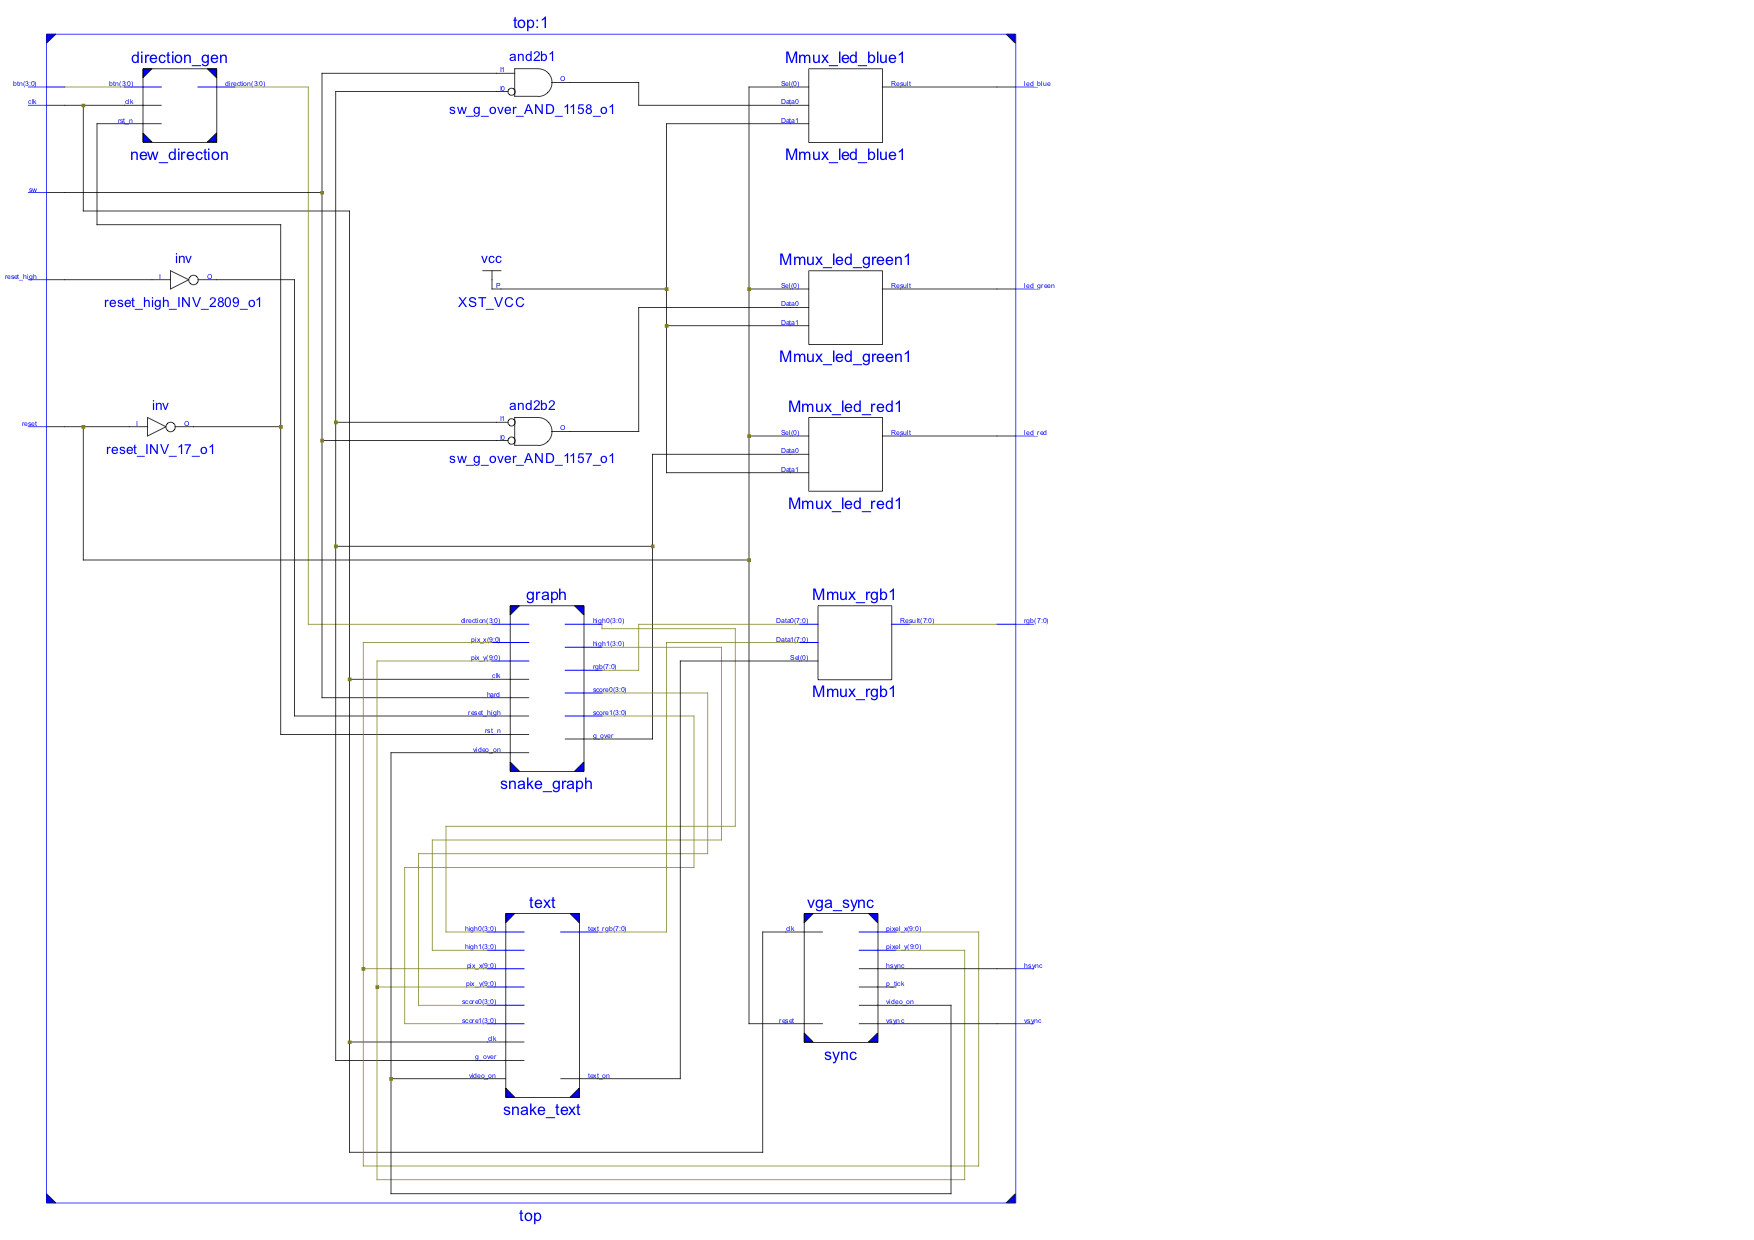 top:1
direction_gen
btn(3:0)
btn(3:0)
direction(3:0)
clk
clk
rst_n
new_direction
and2b1
I1
I0
O
sw_g_over_AND_1158_o1
Mmux_led_blue1
Sel(0)
Data0
Data1
Result
led_blue
Mmux_led_blue1
sw
inv
reset_high
I
O
reset_high_INV_2809_o1
vcc
P
XST_VCC
Mmux_led_green1
Sel(0)
Data0
Data1
Result
led_green
Mmux_led_green1
inv
reset
I
O
reset_INV_17_o1
and2b2
I1
I0
O
sw_g_over_AND_1157_o1
Mmux_led_red1
Sel(0)
Data0
Data1
Result
led_red
Mmux_led_red1
graph
direction(3:0)
pix_x(9:0)
pix_y(9:0)
clk
hard
reset_high
rst_n
video_on
high0(3:0)
high1(3:0)
rgb(7:0)
score0(3:0)
score1(3:0)
g_over
snake_graph
Mmux_rgb1
Data0(7:0)
Data1(7:0)
Sel(0)
Result(7:0)
rgb(7:0)
Mmux_rgb1
text
high0(3:0)
high1(3:0)
pix_x(9:0)
pix_y(9:0)
score0(3:0)
score1(3:0)
clk
g_over
video_on
text_rgb(7:0)
text_on
snake_text
vga_sync
clk
reset
pixel_x(9:0)
pixel_y(9:0)
hsync
p_tick
video_on
vsync
hsync
vsync
sync
top